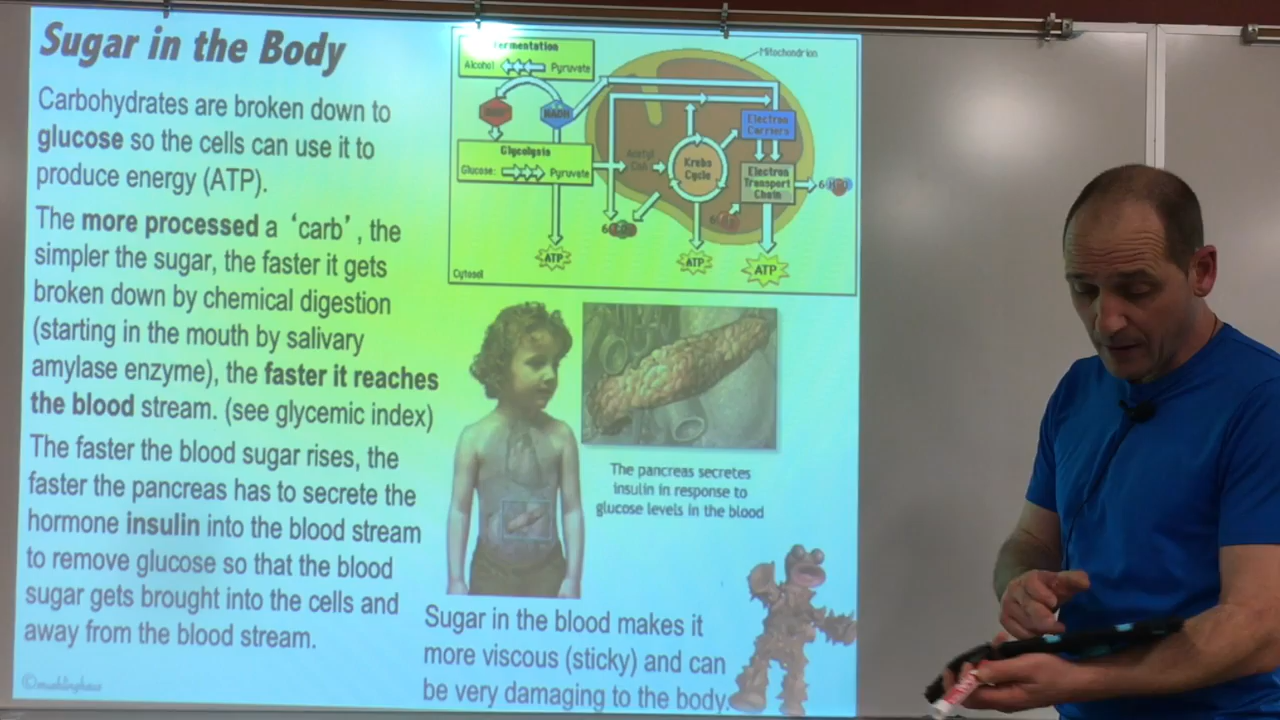 Sugar in the Body
Carbohydrates are broken down to
glucose so the cells can use it to
produce energy (ATP).
The more processed a ‘carb’, the
simpler the sugar, the faster it gets
broken down by chemical digestion
(starting in the mouth by salivary
amylase enzyme), the faster it reaches
the blood stream. (see glycemic index)
The faster the blood sugar rises, the
faster the pancreas has to secrete the
hormone insulin into the blood stream
to remove glucose so that the blood
sugar gets brought into the cells and
away from the blood stream.
Mitochondrion
Alcohol Pyruvate
NADH
Electron
Carriers
Glycolysis
Glucose: Pyruvate
Krebs
Cycle
Electron
Transport
Chain
ATP
ATP
ATP
Cytosol
The pancreas secretes
insulin in response to
glucose levels in the blood
Sugar in the blood makes it
more viscous (sticky) and can
be very damaging to the body.